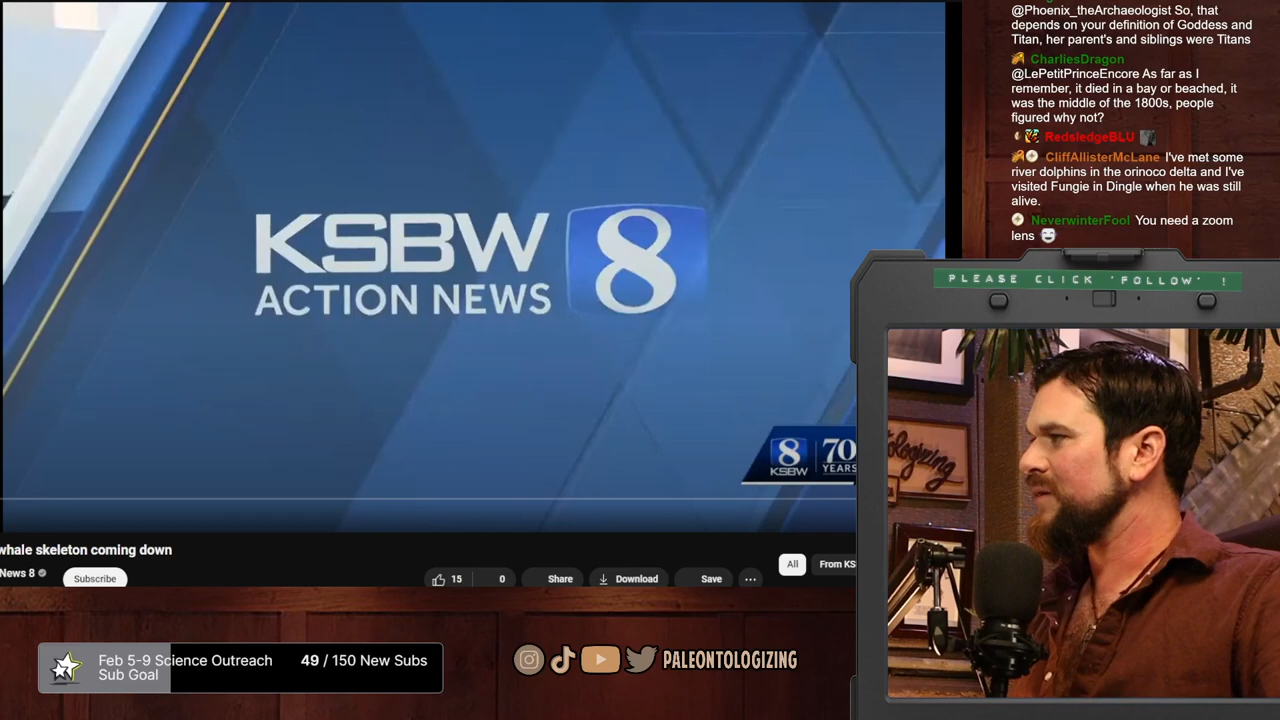 @Phoenix_theArchaeologist So, that
depends on your definition of Goddess and
Titan, her parent's and siblings were Titans
CharliesDragon
@LePetitPrinceEncore As far as I
remember, it died in a bay or beached, it
was the middle of the 1800s, people
figured why not?
RedsledgeBLU
CliffAllisterMcLane I've met some
river dolphins in the orinoco delta and I've
visited Fungie in Dingle when he was still
alive.
NeverwinterFool You need a zoom
lens
KSBW 8
ACTION NEWS
8 KSBW 70 YEARS
PLEASE CLICK "FOLLOW" !
ologizing
whale skeleton coming down
News 8
Subscribe
15
0
Share
Download
Save
All
From KS
Feb 5-9 Science Outreach
Sub Goal
49 / 150 New Subs
PALEONTOLOGIZING